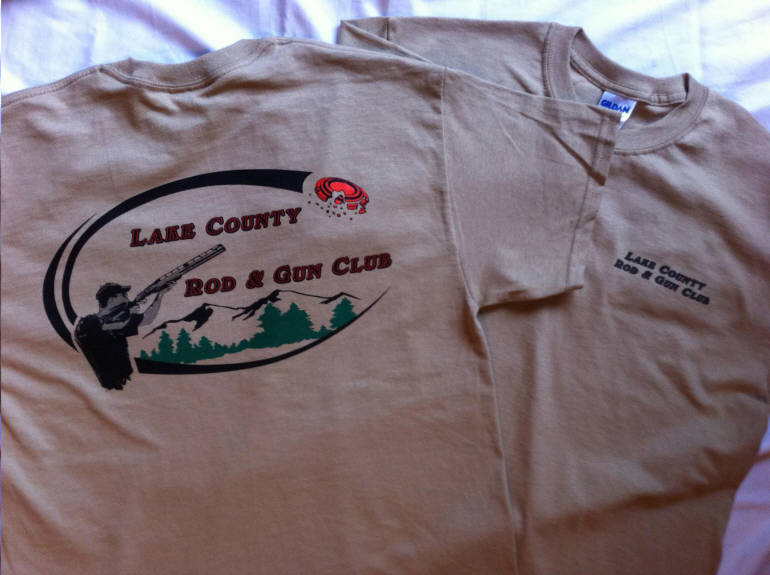 LAKE COUNTY
ROD & GUN CLUB
GILDAN
LAKE COUNTY
ROD & GUN CLUB